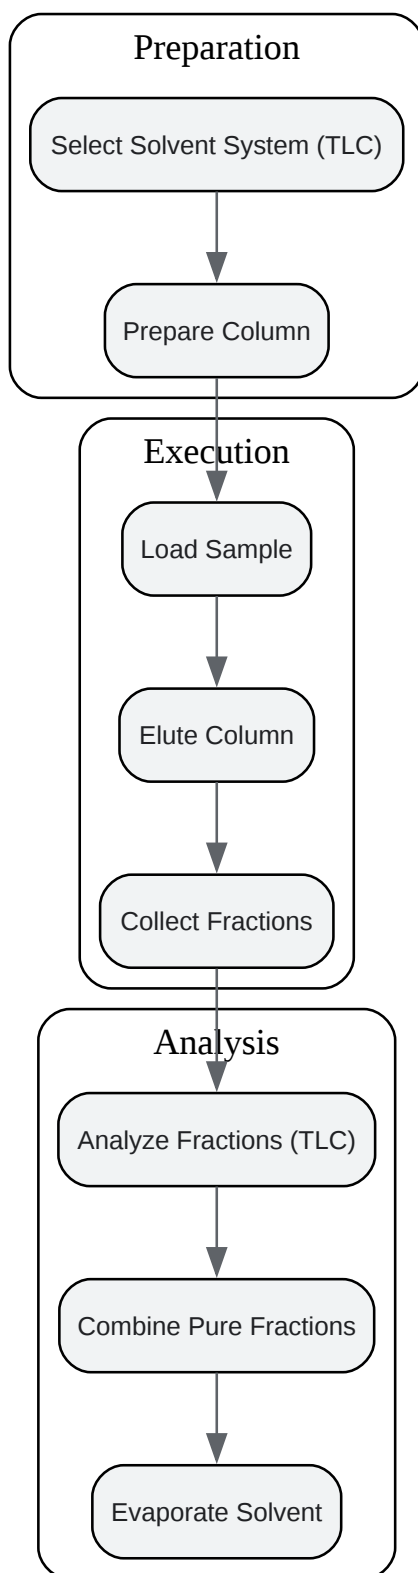 Preparation
Select Solvent System (TLC)
Prepare Column
Execution
Load Sample
Elute Column
Collect Fractions
Analysis
Analyze Fractions (TLC)
Combine Pure Fractions
Evaporate Solvent